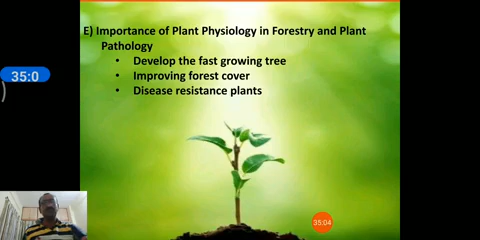 E) Importance of Plant Physiology in Forestry and Plant
Pathology
• Develop the fast growing tree
• Improving forest cover
• Disease resistance plants
35:0
)
35:04